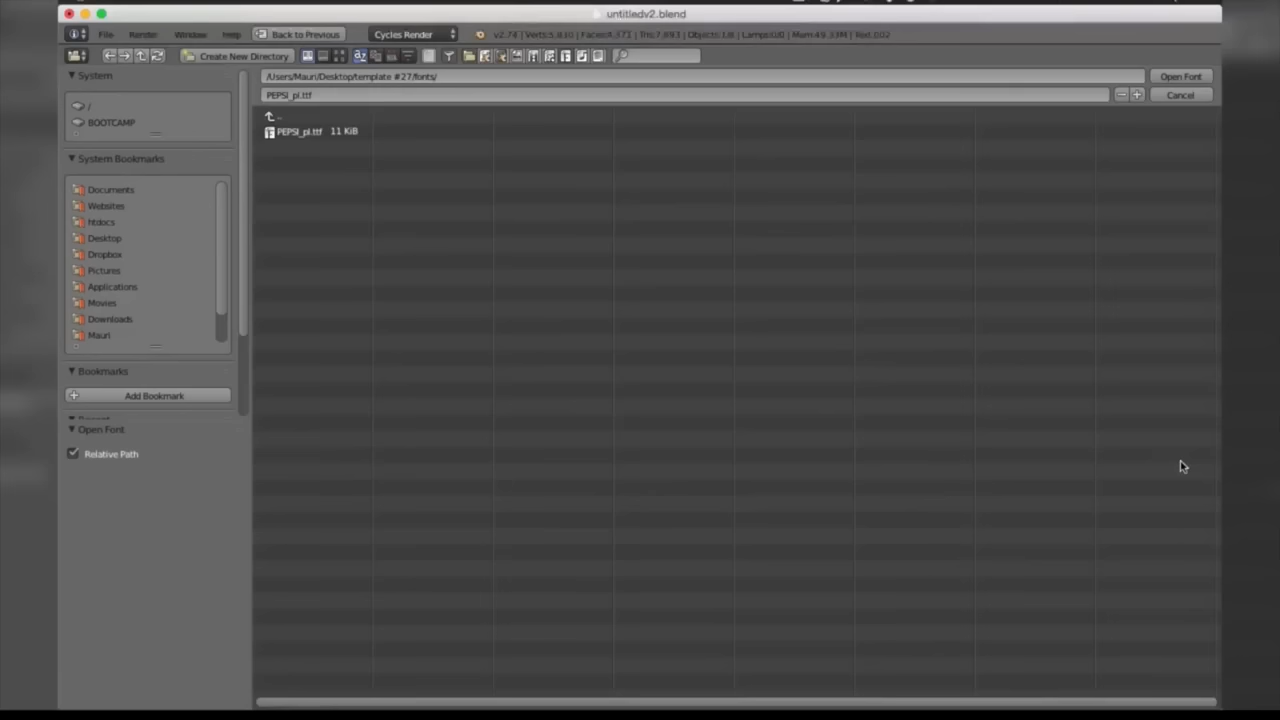 untitledv2.blend
File Render Window Help Back to Previous Cycles Render
Create New Directory
System
/Users/Mauri/Desktop/template #27/fonts/ Open Font
PEPSI_pl.ttf Cancel
/
BOOTCAMP
..
PEPSI_pl.ttf 11 KiB
System Bookmarks
Documents
Websites
htdocs
Desktop
Dropbox
Pictures
Applications
Movies
Downloads
Mauri
Bookmarks
Add Bookmark
Open Font
Relative Path